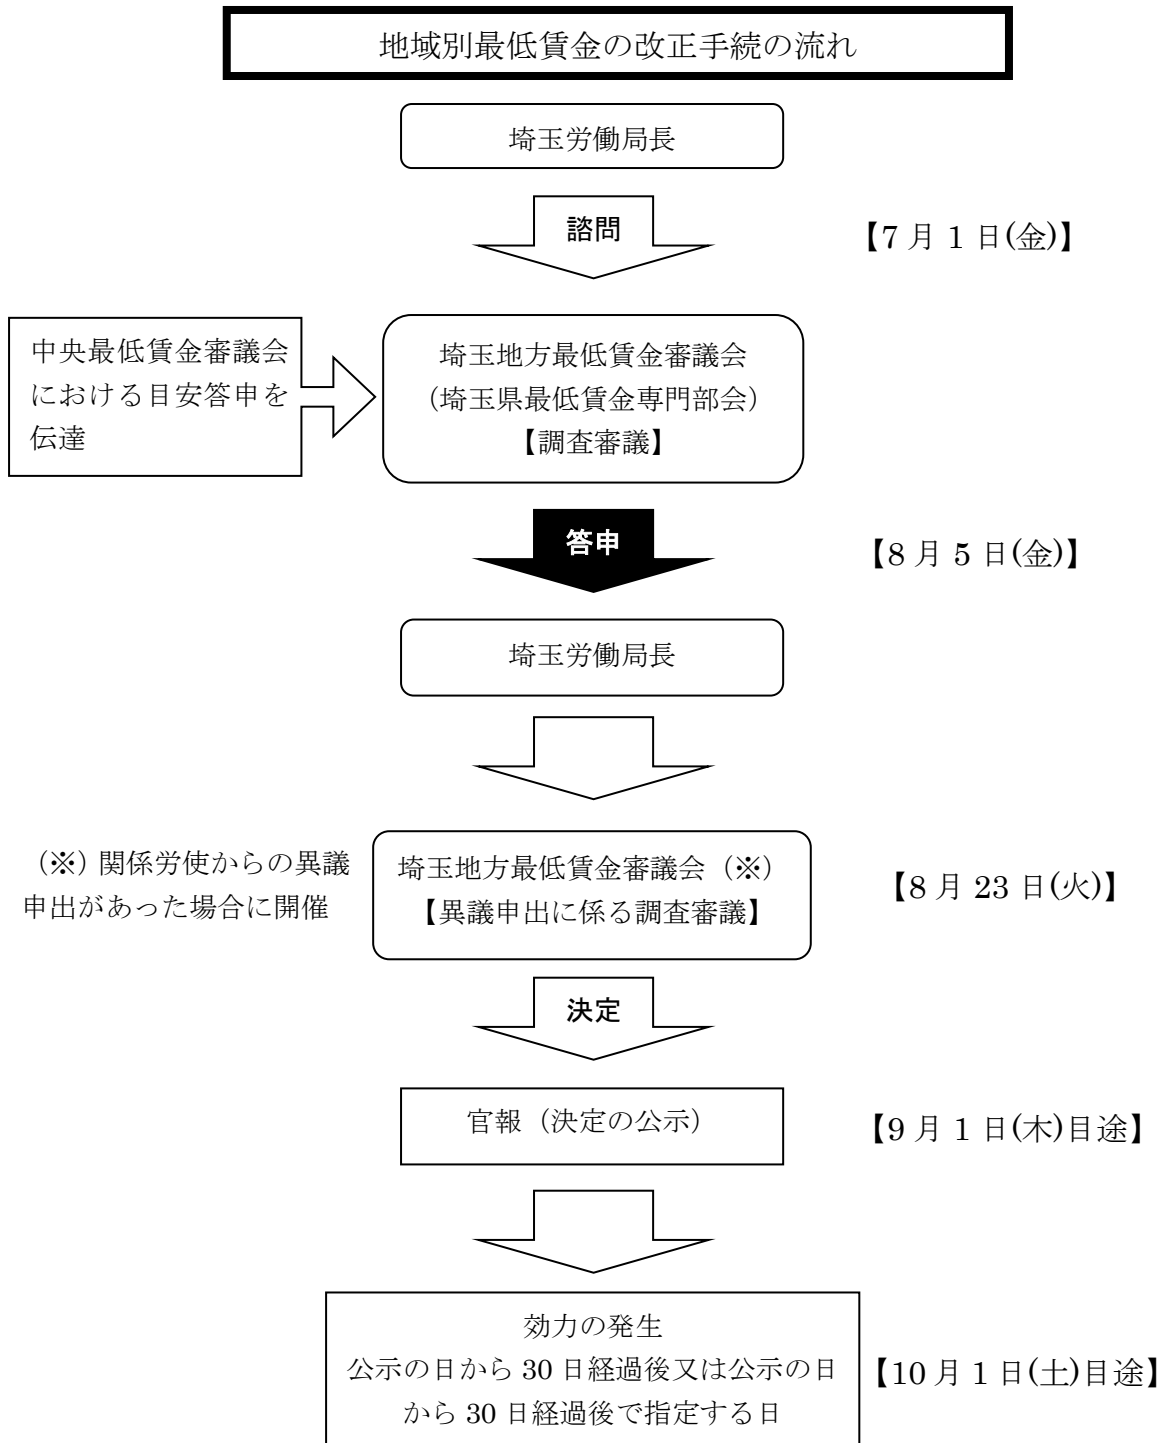 地域別最低賃金の改正手続の流れ
埼玉労働局長
諮問
【7 月 1 日(金)】
中央最低賃金審議会
における目安答申を
伝達
埼玉地方最低賃金審議会
（埼玉県最低賃金専門部会）
【調査審議】
答申
【8 月 5 日(金)】
埼玉労働局長
（※）関係労使からの異議
申出があった場合に開催
埼玉地方最低賃金審議会（※）
【異議申出に係る調査審議】
【8 月 23 日(火)】
決定
官報（決定の公示）
【9 月 1 日(木)目途】
効力の発生
公示の日から 30 日経過後又は公示の日
から 30 日経過後で指定する日
【10 月 1 日(土)目途】